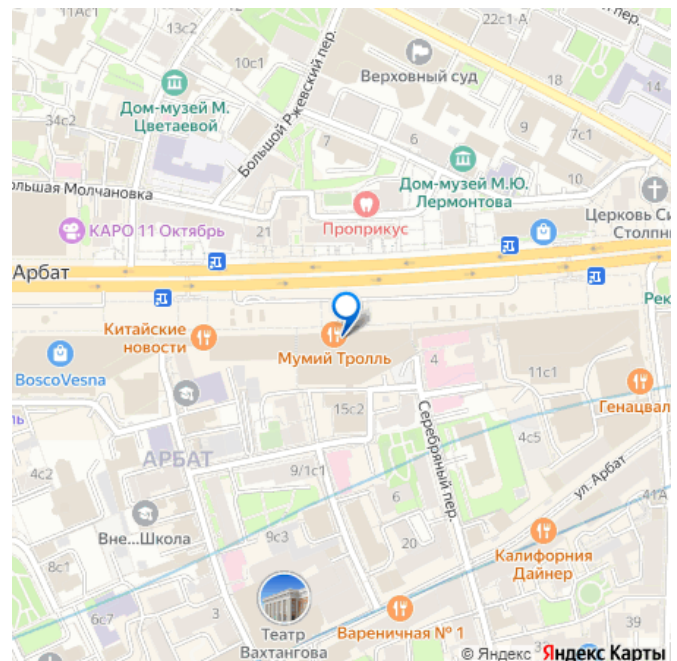 11Ас1
13с2
22с1-А
пер.
10с1
Верховный суд
18
14
Дом-музей М.
Цветаевой
34с2
Большой Ржевский пер.
7
6
9
7с1
Дом-музей М.Ю.
Лермонтова
10
ольшая Молчановка
КАРО 11 Октябрь
21
Проприкус
Церковь Си
Столпн
Арбат
Рек
Китайские
новости
Мумий Тролль
4
BoscoVesna
11с1
Генацвал
ль
15с2
Серебряный пер.
АРБАТ
4с5
4с2
9/1с1
6
ул. Арбат
41А
Вне...Школа
9с3
20
Калифорния
Дайнер
8с1
6с7
3
Театр
Вахтангова
Вареничная № 1
39
© Яндекс
Яндекс Карты